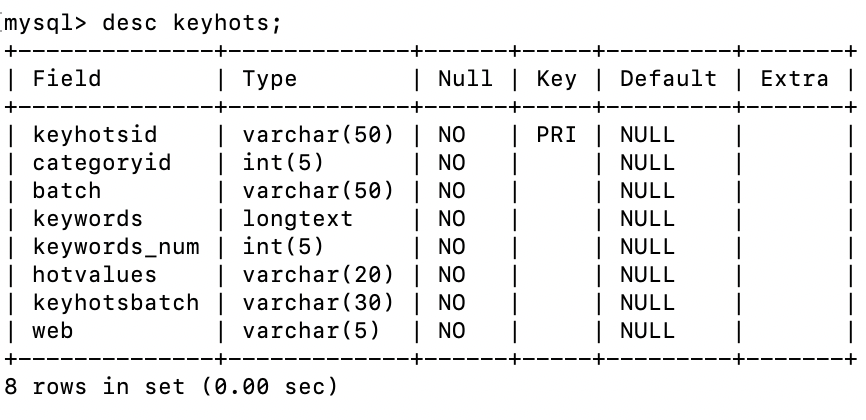 mysql> desc keyhots;
+---------------+-------------+------+-----+---------+-------+
| Field         | Type        | Null | Key | Default | Extra |
+---------------+-------------+------+-----+---------+-------+
| keyhotsid     | varchar(50) | NO   | PRI | NULL    |       |
| categoryid    | int(5)      | NO   |     | NULL    |       |
| batch         | varchar(50) | NO   |     | NULL    |       |
| keywords      | longtext    | NO   |     | NULL    |       |
| keywords_num  | int(5)      | NO   |     | NULL    |       |
| hotvalues     | varchar(20) | NO   |     | NULL    |       |
| keyhotsbatch  | varchar(30) | NO   |     | NULL    |       |
| web           | varchar(5)  | NO   |     | NULL    |       |
+---------------+-------------+------+-----+---------+-------+
8 rows in set (0.00 sec)